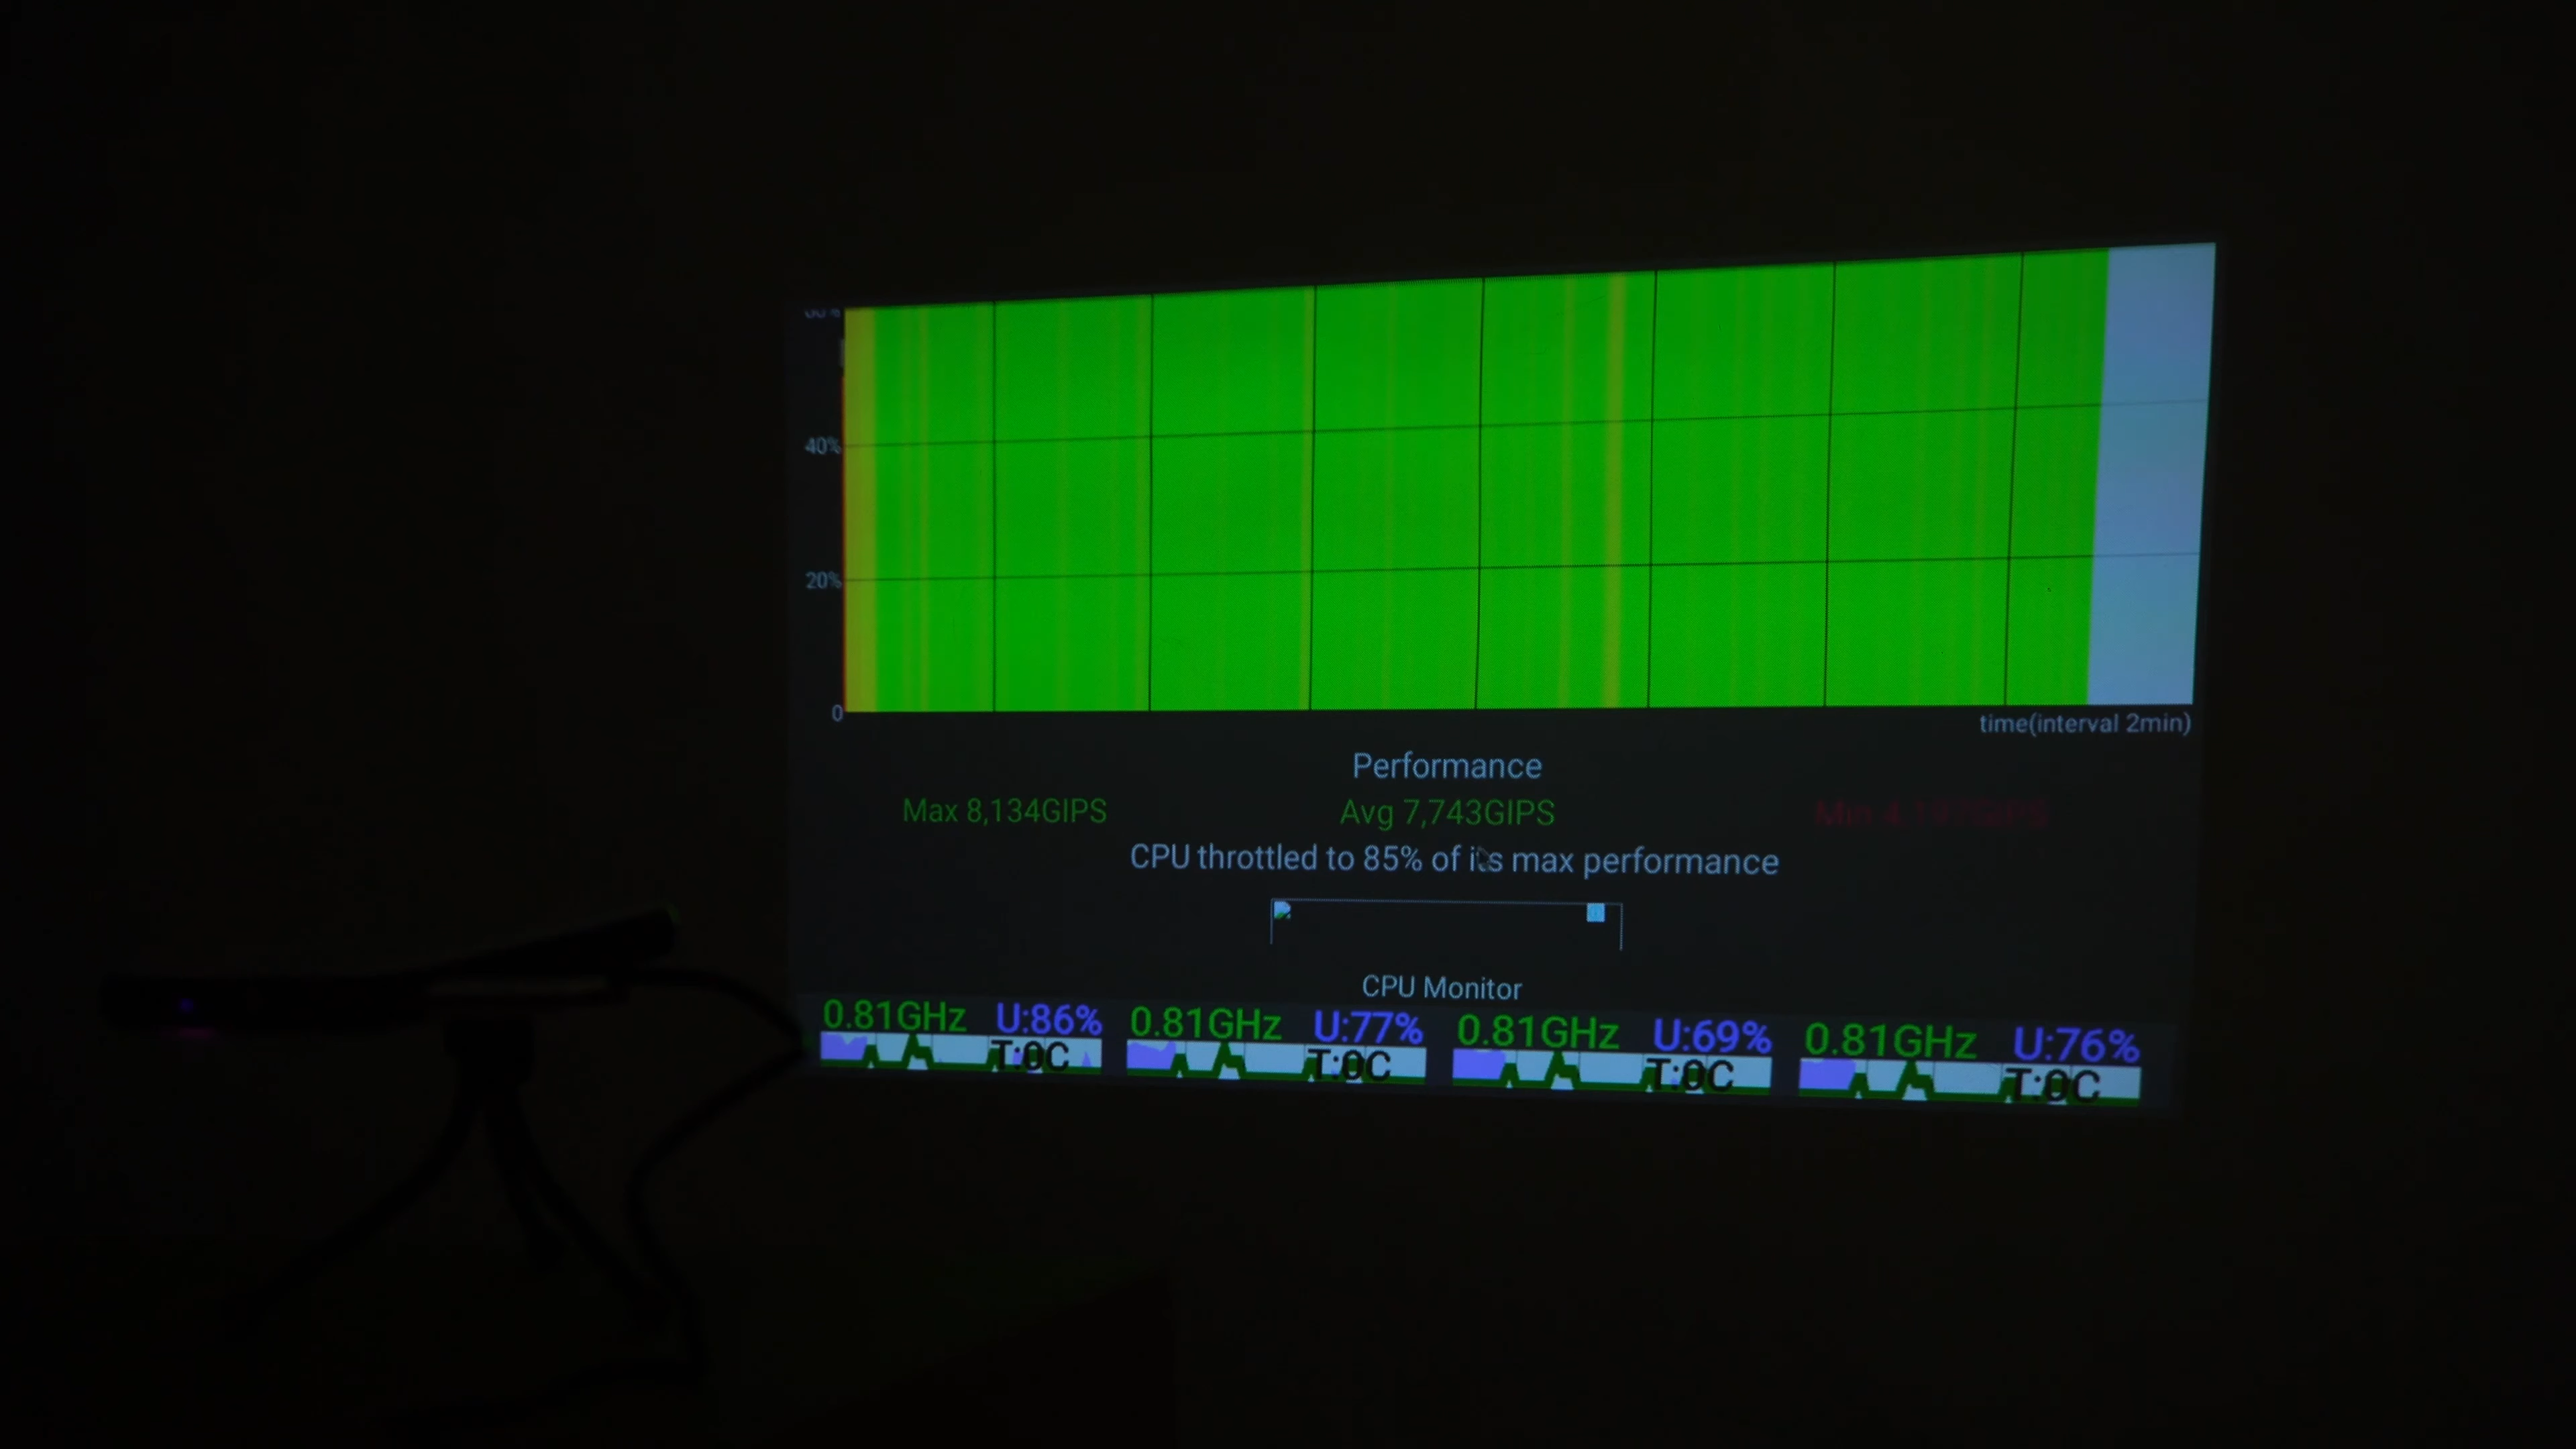 40%
20%
0
time(interval 2min)
Performance
Max 8,134GIPS Avg 7,743GIPS Min
CPU throttled to 85% of its max performance
CPU Monitor
0.81GHz U:86% 0.81GHz U:77% 0.81GHz U:69% 0.81GHz U:76%
T:0C T:0C T:0C T:0C